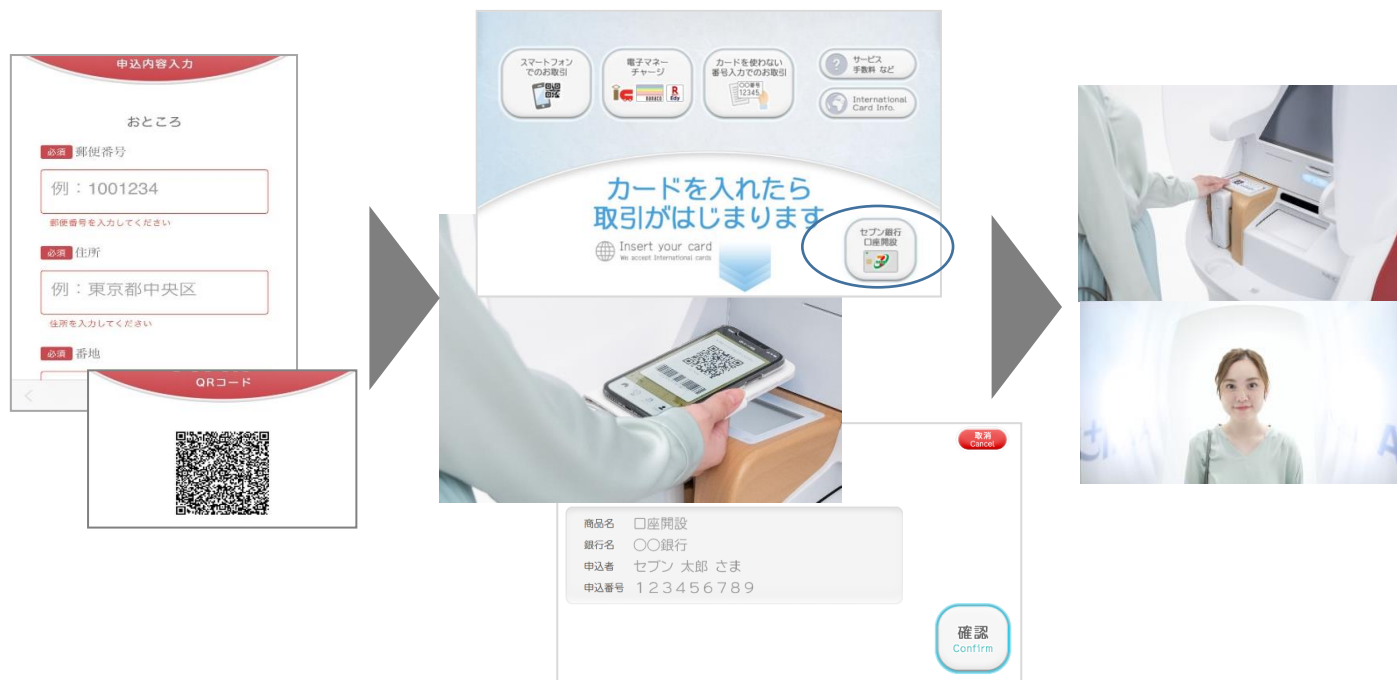 申込内容入力
おところ
必須 郵便番号
例：1001234
郵便番号を入力してください
必須 住所
例：東京都中央区
住所を入力してください
必須 番地
QRコード
スマートフォン
でのお取引
電子マネー
チャージ
nanaco
R
Edy
カードを使わない
番号入力でのお取引
〇〇番号
12345
?
サービス
手数料 など
International
Card Info.
カードを入れたら
取引がはじまります
Insert your card
We accept International cards
セブン銀行
口座開設
取消
Cancel
商品名 口座開設
銀行名 〇〇銀行
申込者 セブン 太郎 さま
申込番号 １２３４５６７８９
確認
Confirm